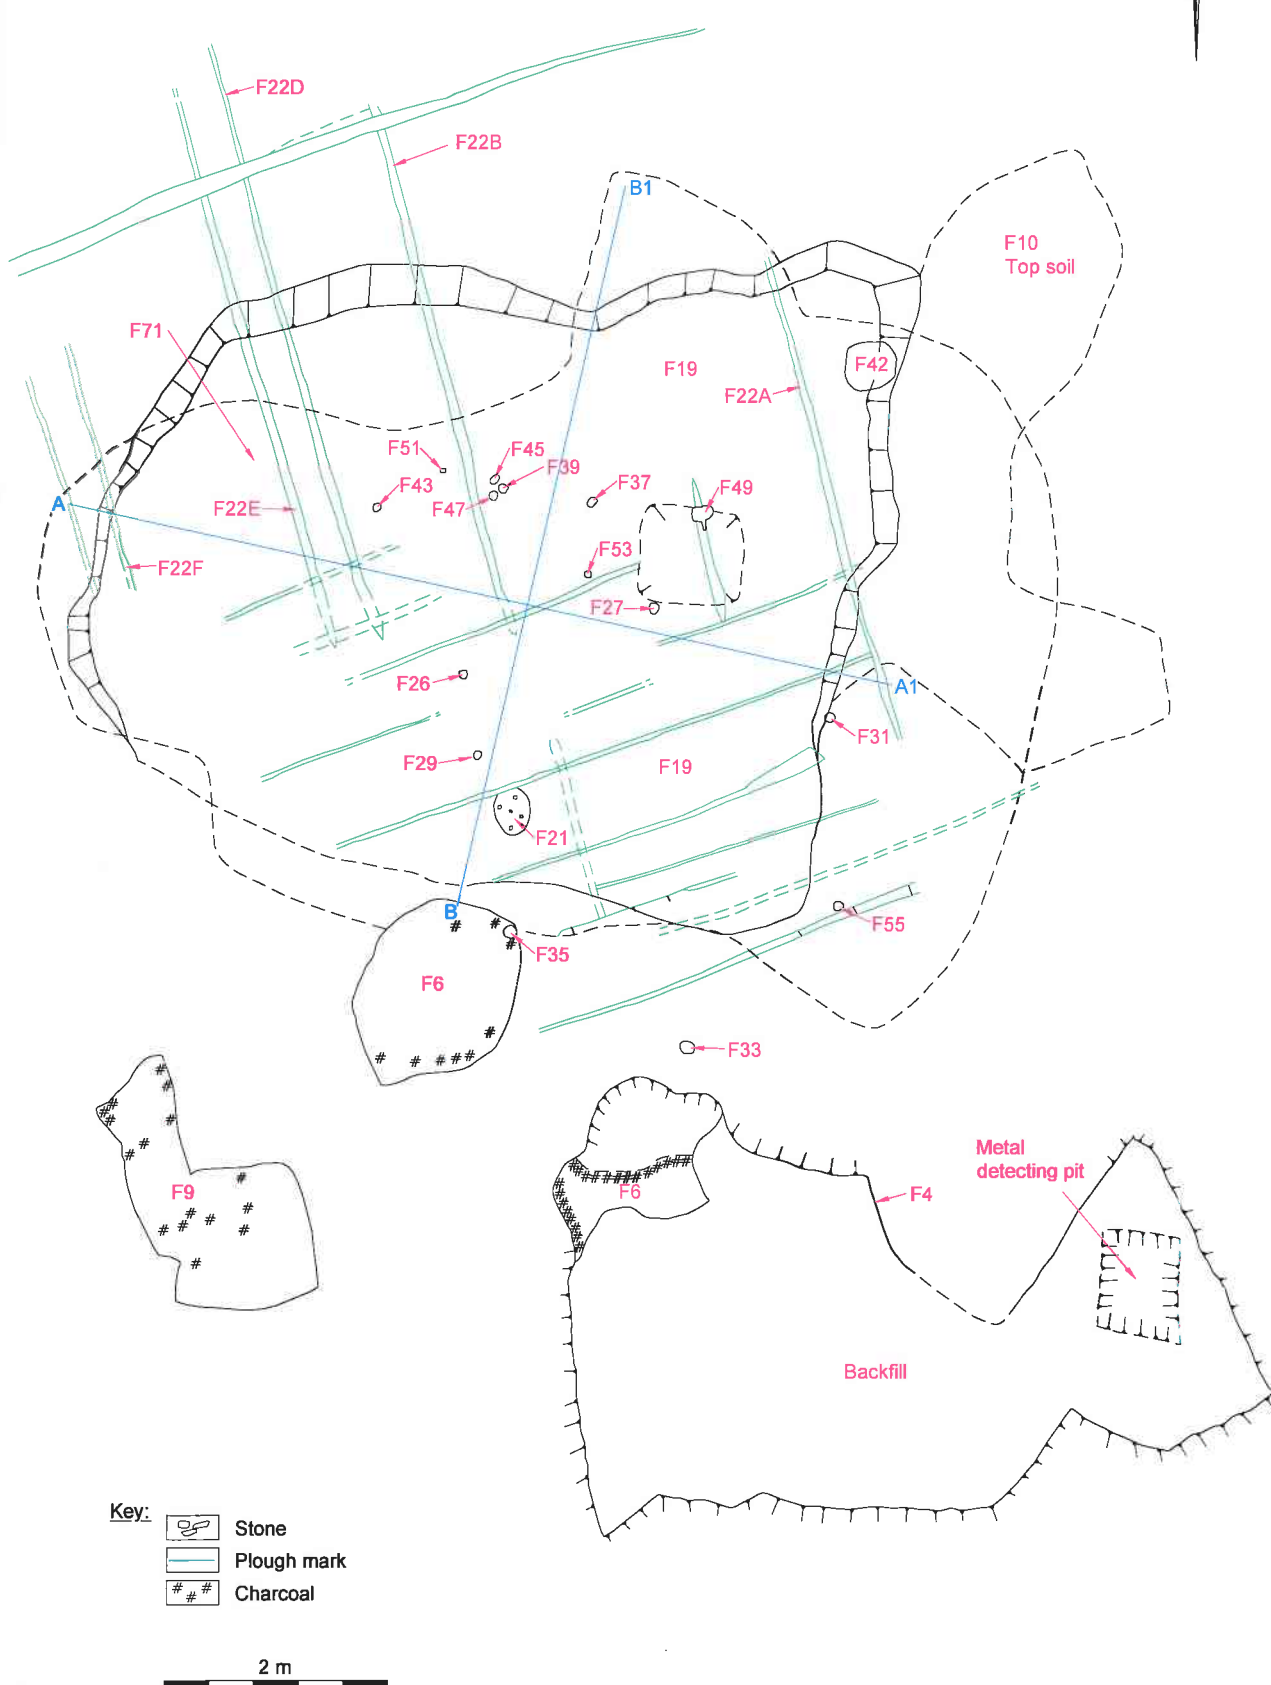 F22D
F22B
B1
F10
Top soil
F71
F19
F42
F22A
F51
F45
F39
F43
F47
F37
F49
A
F22E
F53
F22F
F27
F26
A1
F31
F29
F19
F21
B
F55
F35
F6
F33
Metal
detecting pit
F9
F6
F4
Backfill
Key:
Stone
Plough mark
Charcoal
2 m